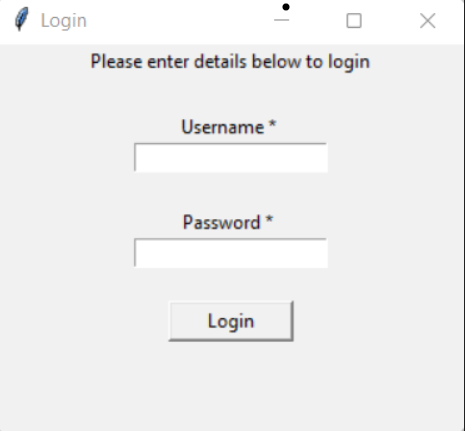 Login
Please enter details below to login
Username *
Password *
Login